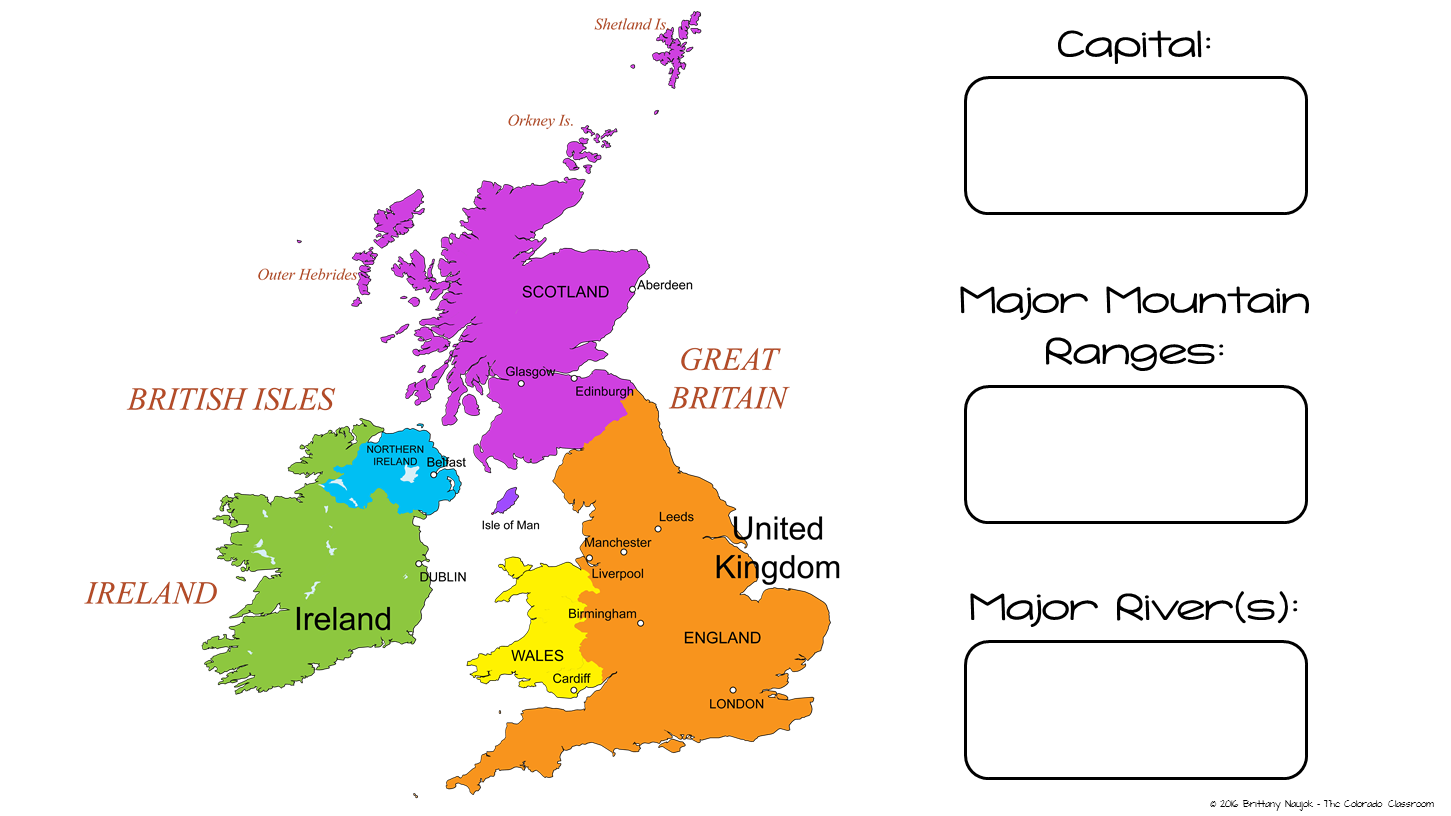 Shetland Is.
Orkney Is.
Outer Hebrides
SCOTLAND
Aberdeen
GREAT
BRITAIN
Glasgow
Edinburgh
BRITISH ISLES
NORTHERN
IRELAND
Belfast
Isle of Man
Leeds
United
Kingdom
Manchester
Liverpool
DUBLIN
IRELAND
Ireland
Birmingham
ENGLAND
WALES
Cardiff
LONDON
Capital:
Major Mountain
Ranges:
Major River(s):
© 2016 Brittany Naujok - The Colorado Classroom